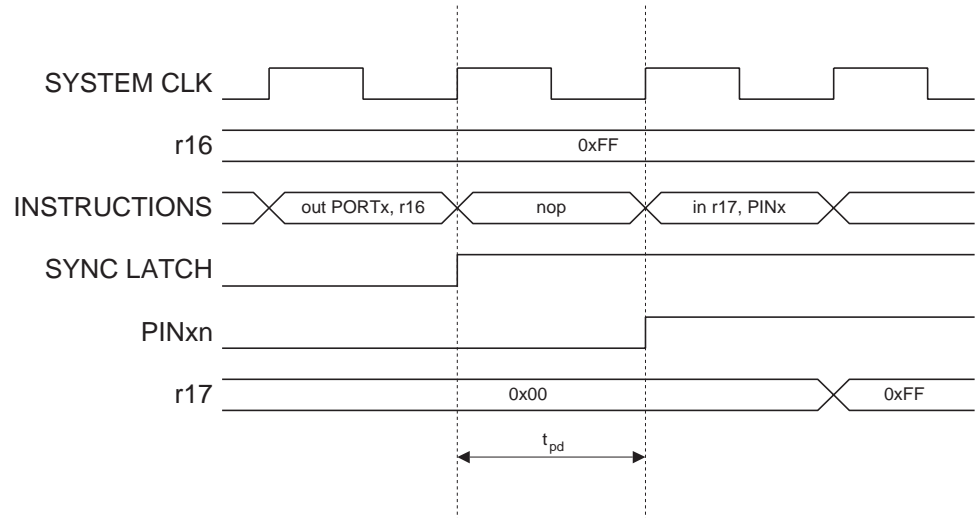 SYSTEM CLK
r16
0xFF
INSTRUCTIONS
out PORTx, r16
nop
in r17, PINx
SYNC LATCH
PINxn
r17
0x00
0xFF
tpd